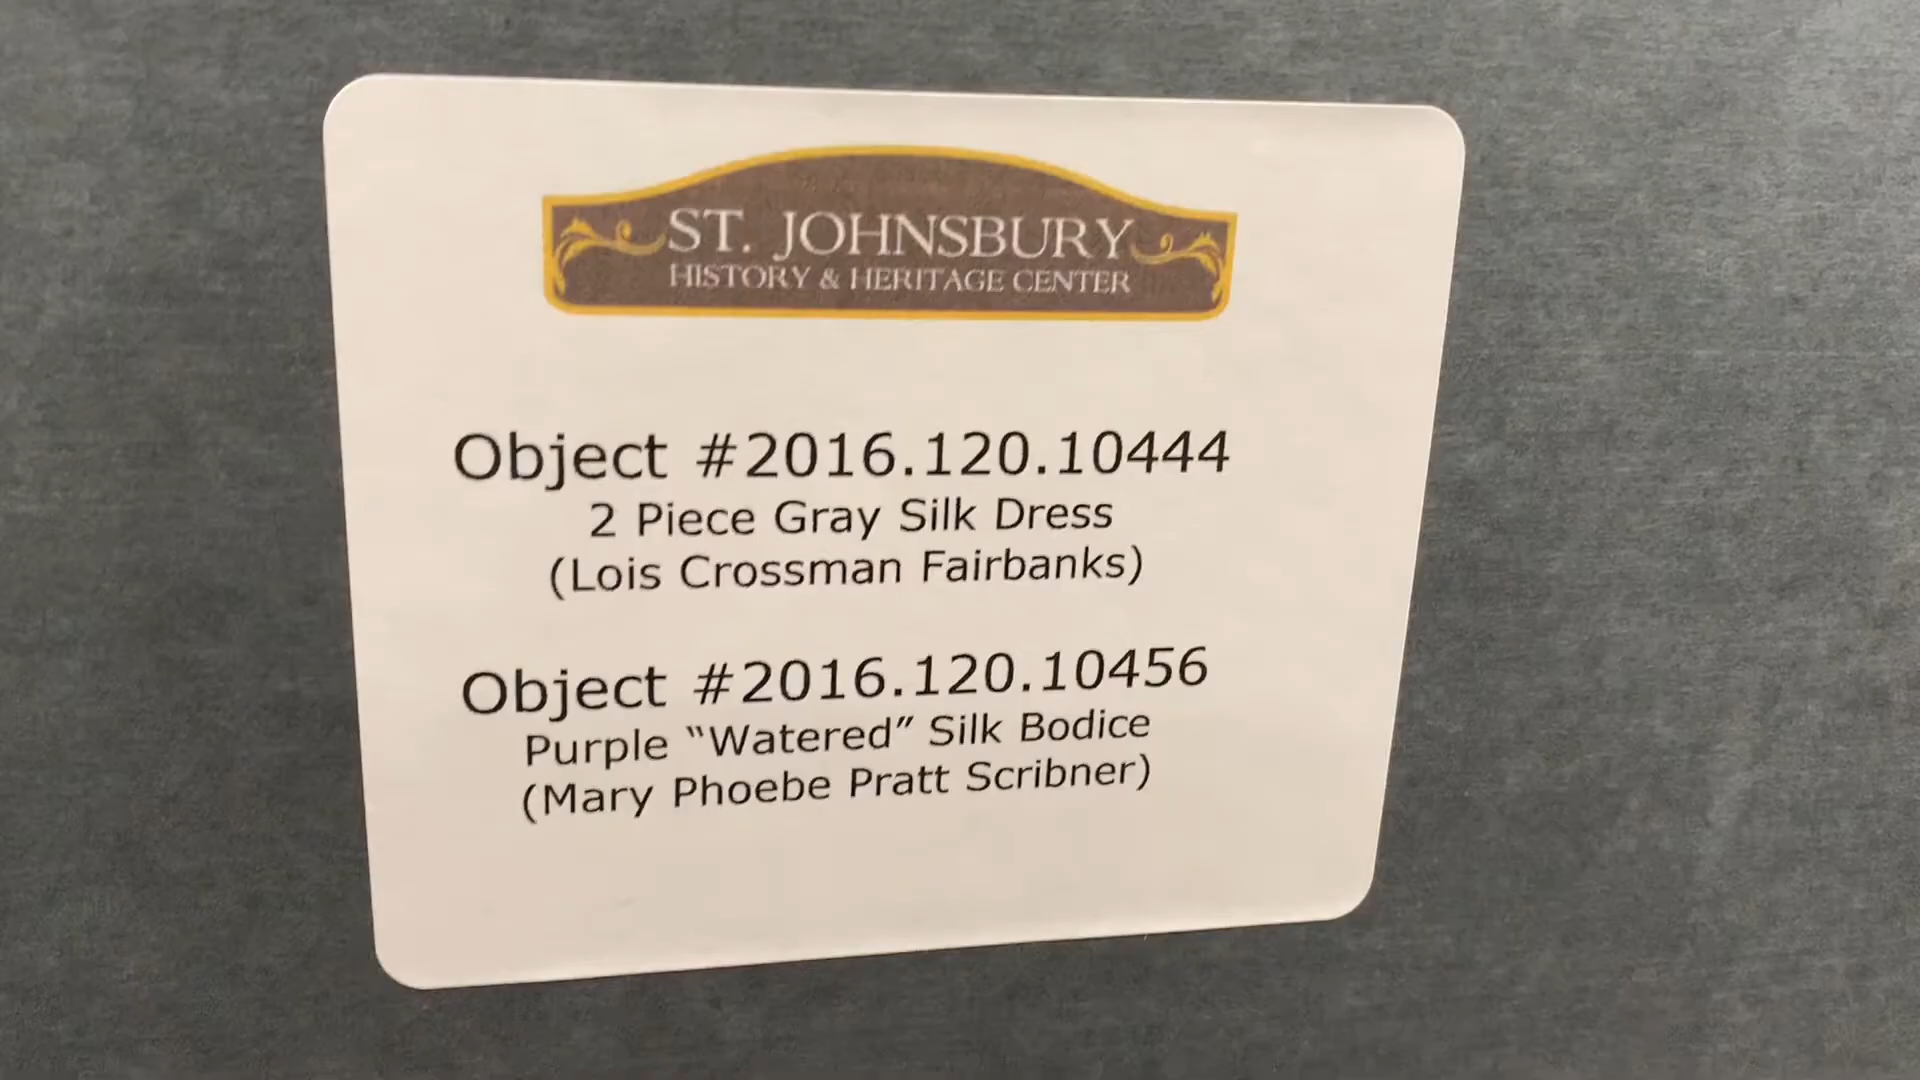 ST. JOHNSBURY
HISTORY & HERITAGE CENTER
Object #2016.120.10444
2 Piece Gray Silk Dress
(Lois Crossman Fairbanks)
Object #2016.120.10456
Purple “Watered” Silk Bodice
(Mary Phoebe Pratt Scribner)